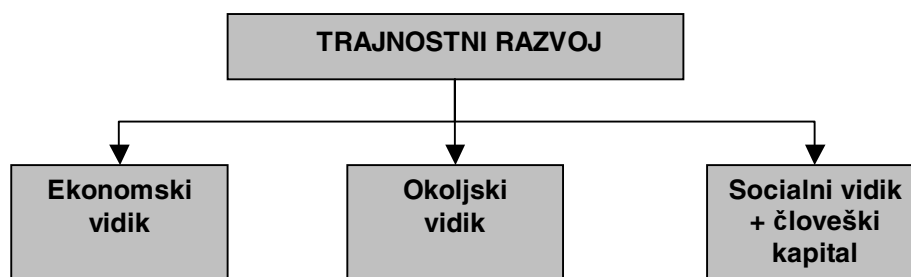 TRAJNOSTNI RAZVOJ
Ekonomski
vidik
Okoljski
vidik
Socialni vidik
+ človeški
kapital